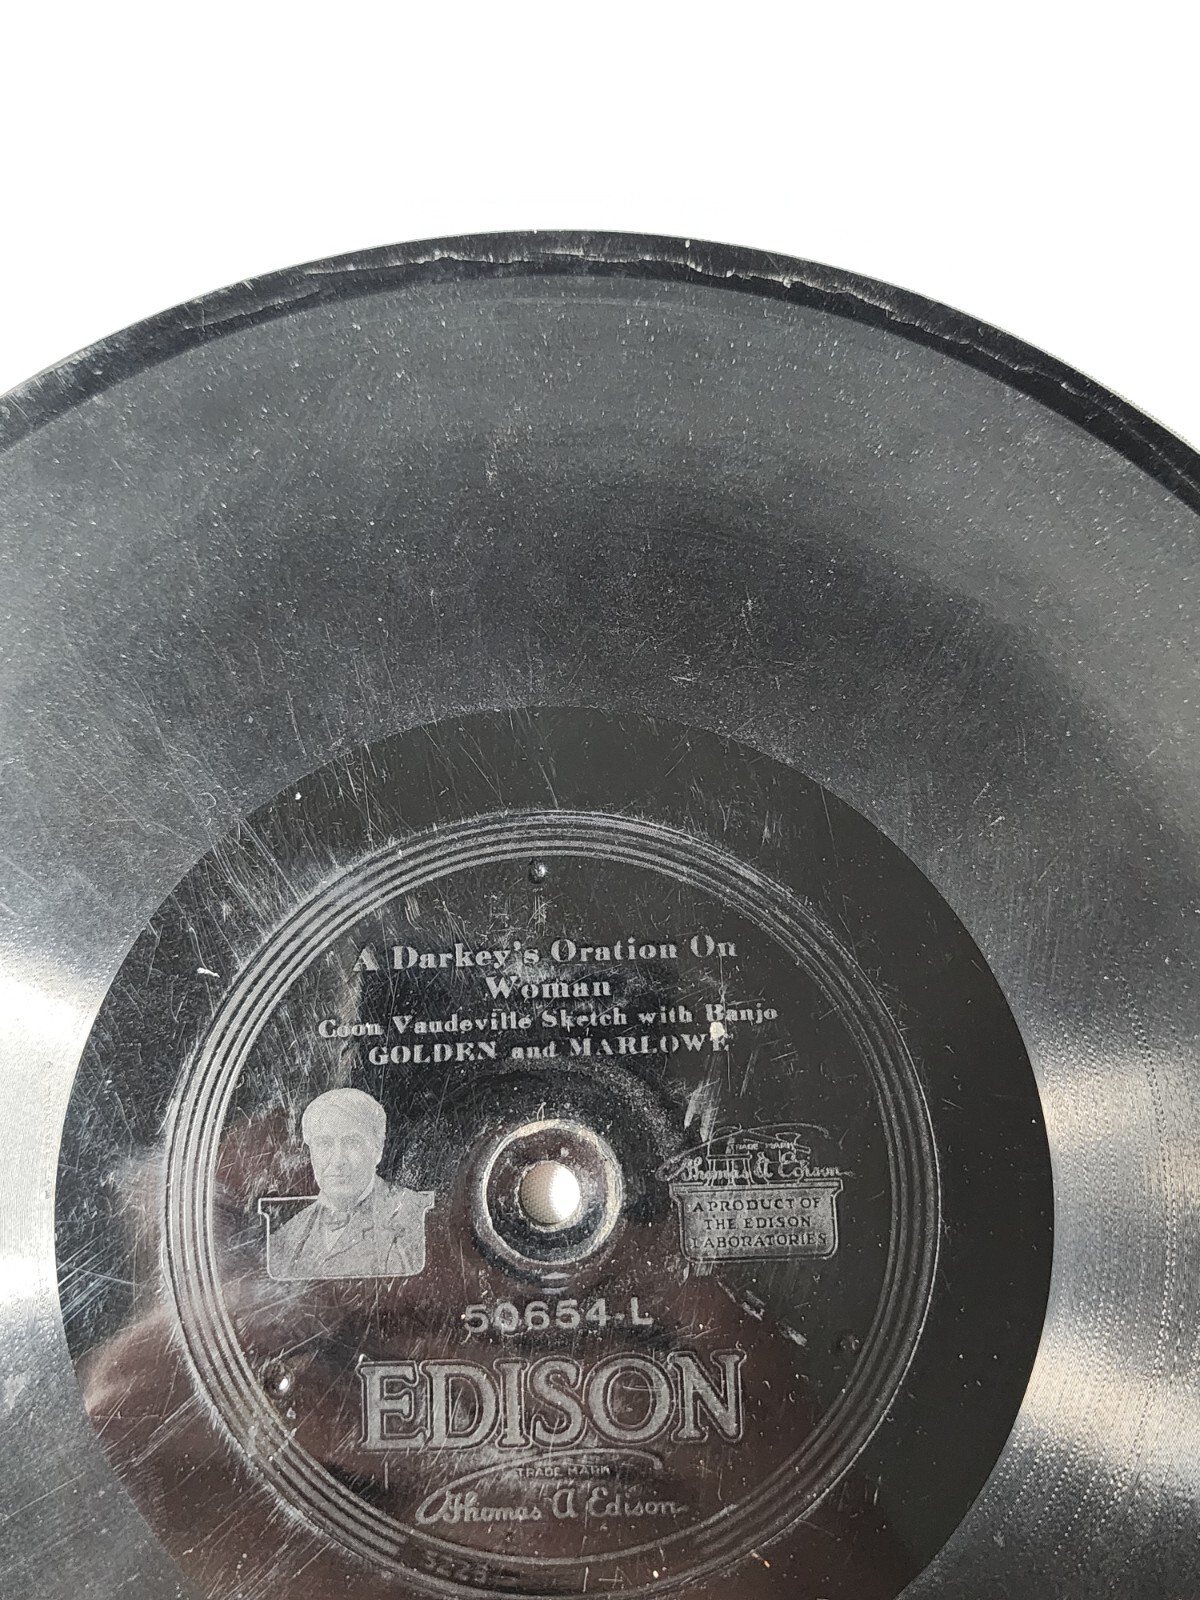 A Darkey's Oration On
Woman
Coon Vaudeville Sketch with Banjo
GOLDEN and MARLOWE
TRADE MARK
Thomas A Edison
A PRODUCT OF
THE EDISON
LABORATORIES
50654-L
EDISON
TRADE MARK
Thomas A Edison